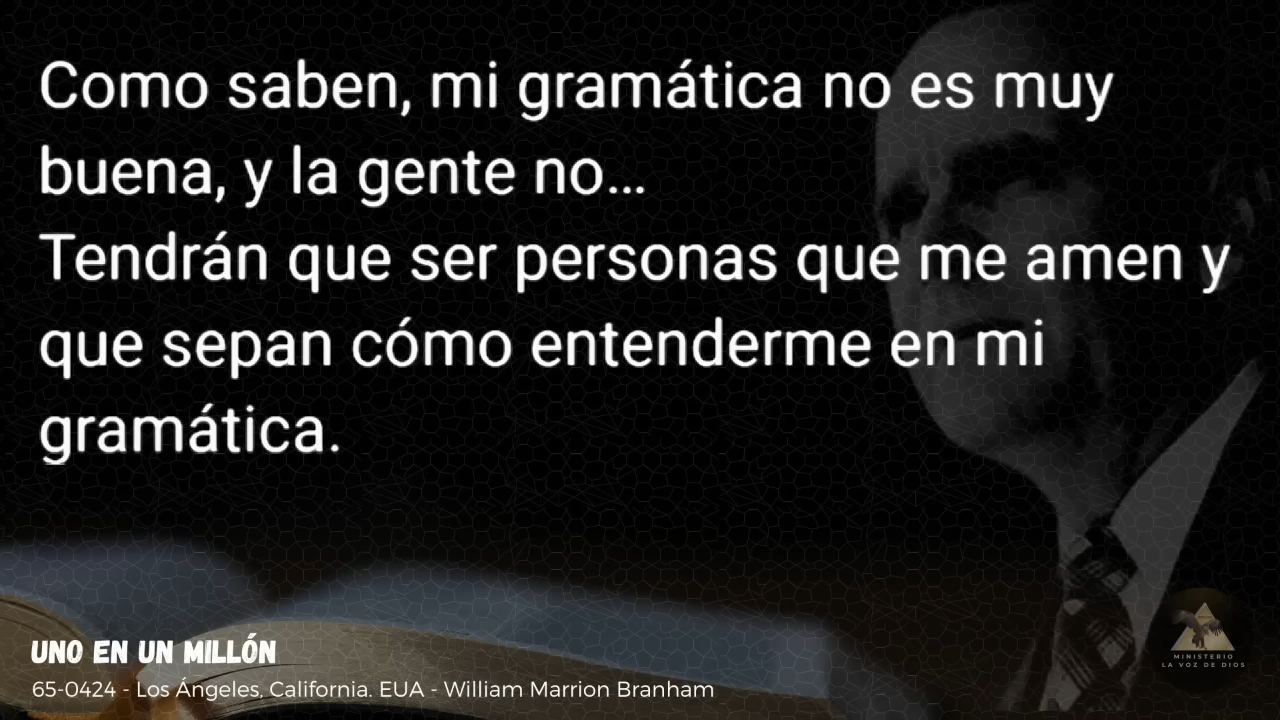 Como saben, mi gramática no es muy
buena, y la gente no...
Tendrán que ser personas que me amen y
que sepan cómo entenderme en mi
gramática.
UNO EN UN MILLÓN
65-0424 - Los Ángeles, California. EUA - William Marrion Branham
MINISTERIO
LA VOZ DE DIOS